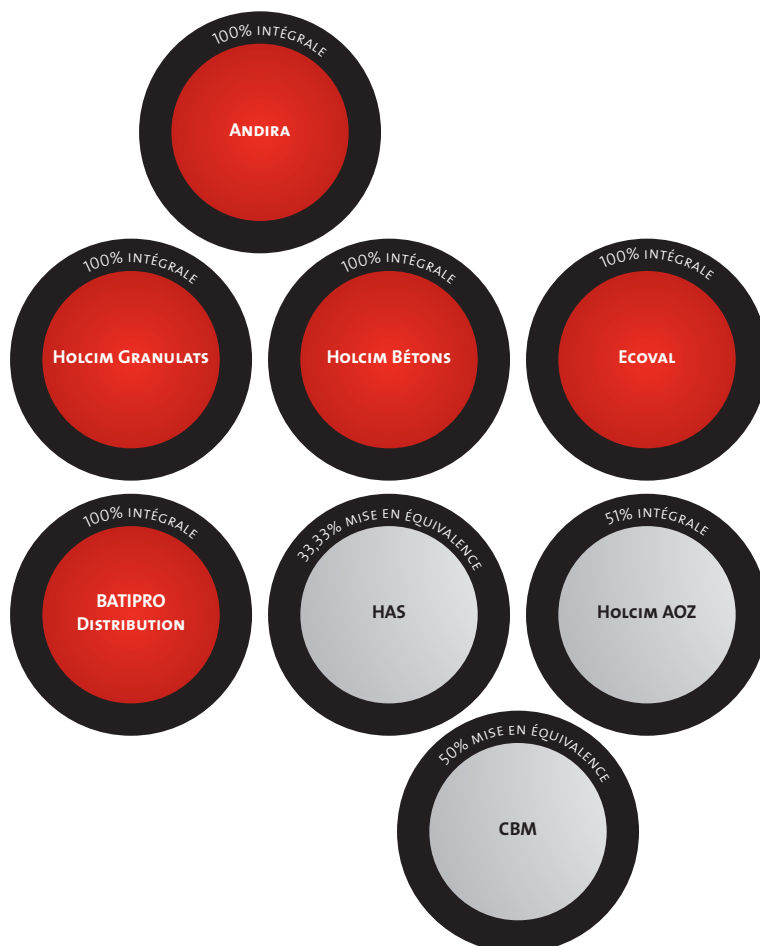 100% INTÉGRALE
ANDIRA
100% INTÉGRALE
HOLCIM GRANULATS
100% INTÉGRALE
HOLCIM BÉTONS
100% INTÉGRALE
ECOVAL
100% INTÉGRALE
BATIPRO
DISTRIBUTION
33,33% MISE EN ÉQUIVALENCE
HAS
51% INTÉGRALE
HOLCIM AOZ
50% MISE EN ÉQUIVALENCE
CBM